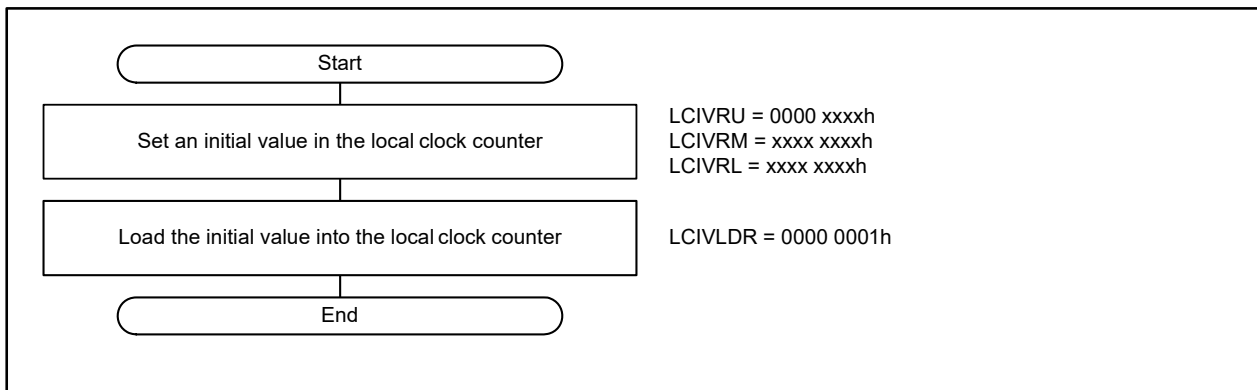 Start
Set an initial value in the local clock counter
LCIVRU = 0000 xxxxh
LCIVRM = xxxx xxxxh
LCIVRL = xxxx xxxxh
Load the initial value into the local clock counter
LCIVLDR = 0000 0001h
End